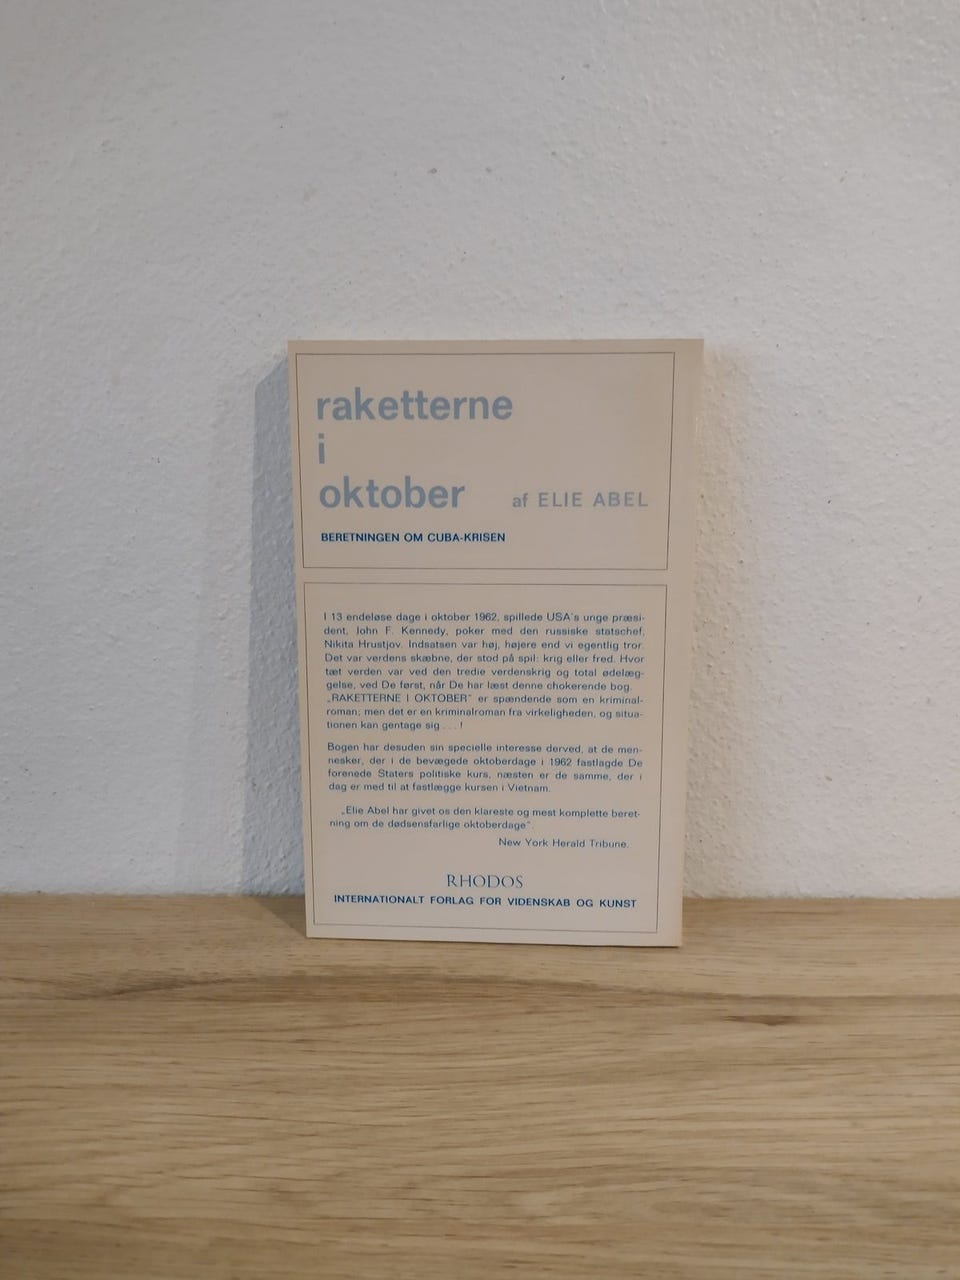 raketterne
i
oktober af ELIE ABEL
BERETNINGEN OM CUBA-KRISEN
I 13 endeløse dage i oktober 1962, spillede USA's unge præsi-
dent, John F. Kennedy, poker med den russiske statschef,
Nikita Hrustjov. Indsatsen var høj, højere end vi egentlig tror.
Det var verdens skæbne, der stod på spil: krig eller fred. Hvor
tæt verden var ved den tredie verdenskrig og total ødelæg-
gelse, ved De først, når De har læst denne chokerende bog.
„RAKETTERNE I OKTOBER" er spændende som en kriminal-
roman; men det er en kriminalroman fra virkeligheden, og situa-
tionen kan gentage sig . . . !
Bogen har desuden sin specielle interesse derved, at de men-
nesker, der i de bevægede oktoberdage i 1962 fastlagde De
forenede Staters politiske kurs, næsten er de samme, der i
dag er med til at fastlægge kursen i Vietnam.
„Elie Abel har givet os den klareste og mest komplette beret-
ning om de dødsensfarlige oktoberdage".
New York Herald Tribune.
RHODOS
INTERNATIONALT FORLAG FOR VIDENSKAB OG KUNST